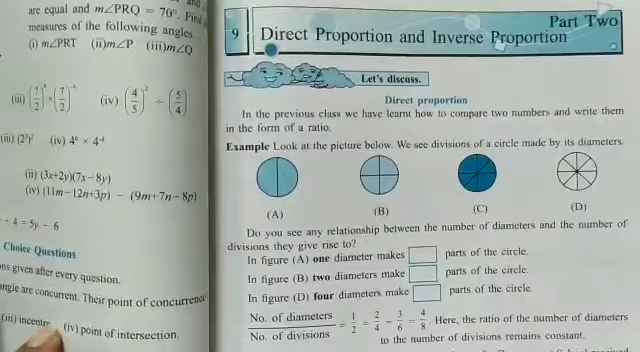 are equal and m∠PRQ = 70°. Find
measures of the following angles.
(i) m∠PRT (ii) m∠P (iii) m∠Q
(iii)
(iv) (4/5)² ÷ (5/4)
(iii) (2³)² (iv) 4⁶ × 4⁻⁴
(ii) (3x+2y)(7x−8y)
(iv) (11m−12n+3p) − (9m+7n−8p)
+ 4 = 5y − 6
Choice Questions
ns given after every question.
angle are concurrent. Their point of concurrence
(iii) incentre (iv) point of intersection.
Part Two
9 Direct Proportion and Inverse Proportion
Let's discuss.
Direct proportion
In the previous class we have learnt how to compare two numbers and write them
in the form of a ratio.
Example Look at the picture below. We see divisions of a circle made by its diameters.
(A) (B) (C) (D)
Do you see any relationship between the number of diameters and the number of
divisions they give rise to?
In figure (A) one diameter makes parts of the circle.
In figure (B) two diameters make parts of the circle.
In figure (D) four diameters make parts of the circle.
No. of diameters / No. of divisions = 1/2 = 2/4 = 3/6 = 4/8 Here, the ratio of the number of diameters
to the number of divisions remains constant.